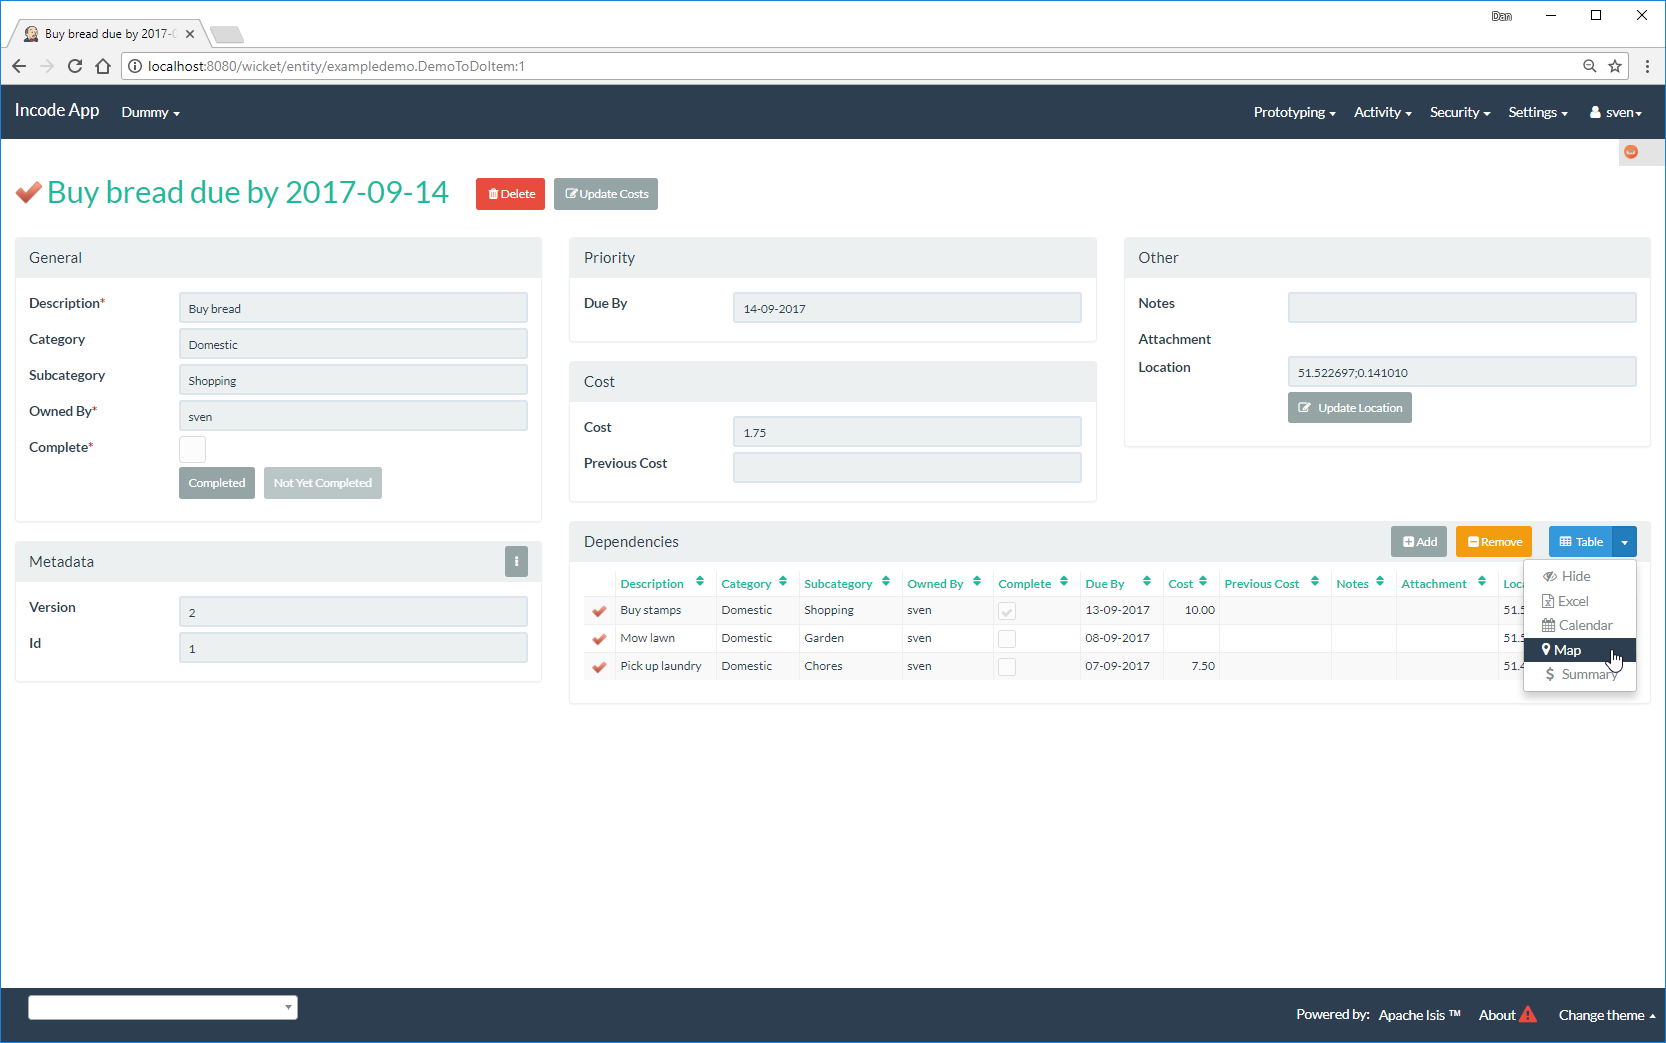 Dan
Buy bread due by 2017-
localhost:8080/wicket/entity/exampledemo.DemoToDoItem:1
Incode App Dummy Prototyping Activity Security Settings sven
Buy bread due by 2017-09-14 Delete Update Costs
General
Description* Buy bread
Category Domestic
Subcategory Shopping
Owned By* sven
Complete*
Completed Not Yet Completed
Metadata
Version 2
Id 1
Priority
Due By 14-09-2017
Cost
Cost 1.75
Previous Cost
Other
Notes
Attachment
Location 51.522697;0.141010
Update Location
Dependencies Add Remove Table
Description Category Subcategory Owned By Complete Due By Cost Previous Cost Notes Attachment
Buy stamps Domestic Shopping sven 13-09-2017 10.00
Mow lawn Domestic Garden sven 08-09-2017
Pick up laundry Domestic Chores sven 07-09-2017 7.50
Hide
Excel
Calendar
Map
$ Summary
Powered by: Apache Isis ™ About Change theme